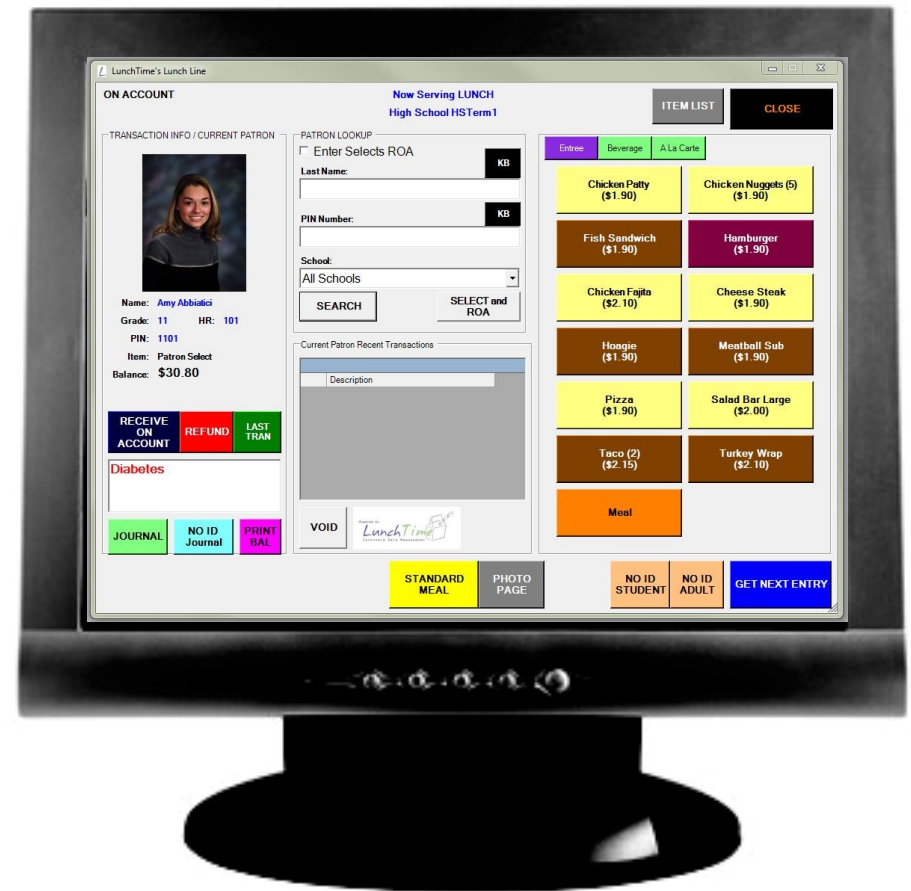 LunchTime's Lunch Line
ON ACCOUNT
Now Serving LUNCH
High School HSTerm1
ITEM LIST
CLOSE
TRANSACTION INFO / CURRENT PATRON
Name: Amy Abbiatici
Grade: 11 HR: 101
PIN: 1101
Item: Patron Select
Balance: $30.80
RECEIVE
ON
ACCOUNT
REFUND
LAST
TRAN
Diabetes
JOURNAL
NO ID
Journal
PRINT
BAL
PATRON LOOKUP
Enter Selects ROA
KB
Last Name:
KB
PIN Number:
School:
All Schools
SEARCH
SELECT and
ROA
Current Patron Recent Transactions
Description
VOID
LunchTime
Entree
Beverage
A La Carte
Chicken Patty
($1.90)
Chicken Nuggets (5)
($1.90)
Fish Sandwich
($1.90)
Hamburger
($1.90)
Chicken Fajita
($2.10)
Cheese Steak
($1.90)
Hoagie
($1.90)
Meatball Sub
($1.90)
Pizza
($1.90)
Salad Bar Large
($2.00)
Taco (2)
($2.15)
Turkey Wrap
($2.10)
Meal
STANDARD
MEAL
PHOTO
PAGE
NO ID
STUDENT
NO ID
ADULT
GET NEXT ENTRY